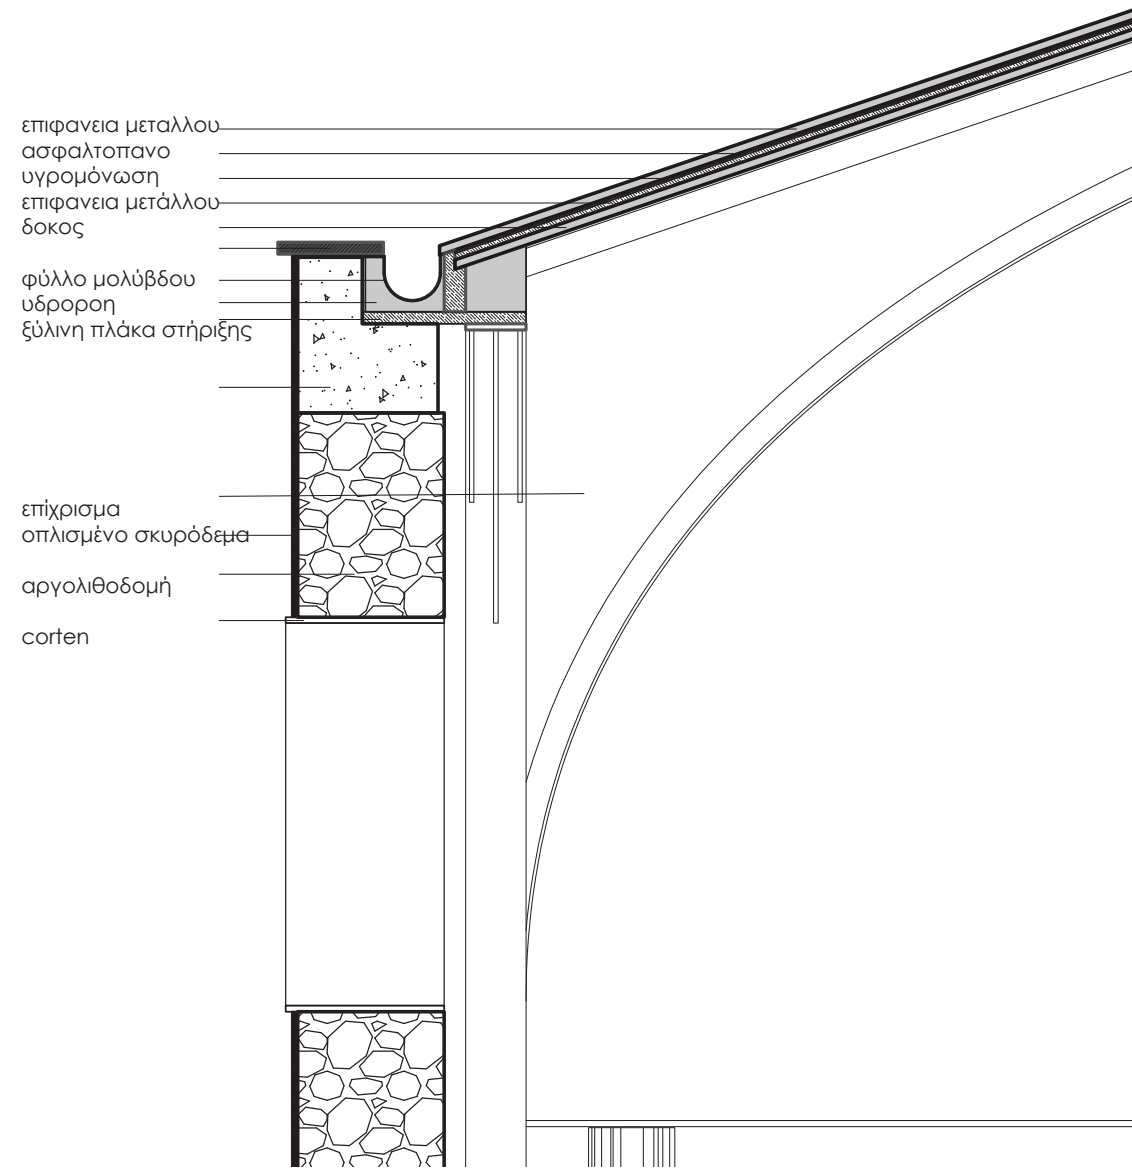 επιφανεια μεταλλου
ασφαλτοπανο
υγρομόνωση
επιφανεια μετάλλου
δοκος
φύλλο μολύβδου
υδροροη
ξύλινη πλάκα στήριξης
επίχρισμα
οπλισμένο σκυρόδεμα
αργολιθοδομή
corten